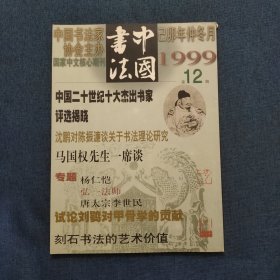 中国书法家
协会主办
国家中文核心期刊
中國
書法
己卯年仲冬月
1999
第12期
中国二十世纪十大杰出书家
评选揭晓
沈鹏对陈振濂谈关于书法理论研究
马国权先生一席谈
专题
杨仁恺
弘一法师
唐太宗李世民
试论刘鹗对甲骨学的贡献
刻石书法的艺术价值